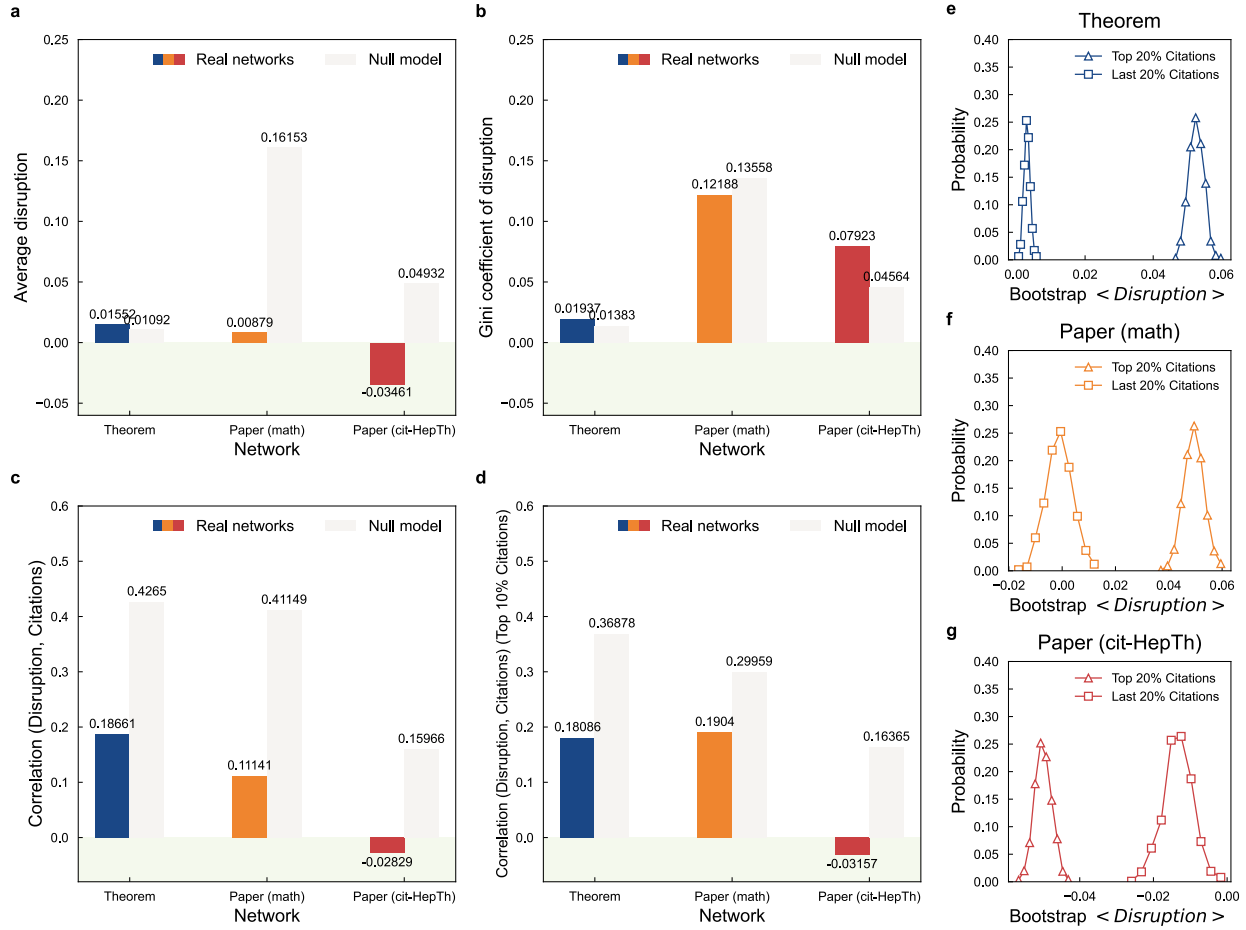 a
0.25
0.20
0.15
0.10
0.05
0.00
−0.05
Average disruption
Real networks
Null model
0.01552
0.01092
0.00879
0.16153
-0.03461
0.04932
Theorem
Paper (math)
Paper (cit-HepTh)
Network
b
0.25
0.20
0.15
0.10
0.05
0.00
−0.05
Gini coefficient of disruption
Real networks
Null model
0.01937
0.01383
0.12188
0.13558
0.07923
0.04564
Theorem
Paper (math)
Paper (cit-HepTh)
Network
c
0.6
0.5
0.4
0.3
0.2
0.1
0.0
Correlation (Disruption, Citations)
Real networks
Null model
0.18661
0.4265
0.11141
0.41149
-0.02829
0.15966
Theorem
Paper (math)
Paper (cit-HepTh)
Network
d
0.6
0.5
0.4
0.3
0.2
0.1
0.0
Correlation (Disruption, Citations) (Top 10% Citations)
Real networks
Null model
0.18086
0.36878
0.1904
0.29959
-0.03157
0.16365
Theorem
Paper (math)
Paper (cit-HepTh)
Network
e
Theorem
0.40
0.35
0.30
0.25
0.20
0.15
0.10
0.05
0.00
Probability
Top 20% Citations
Last 20% Citations
0.00 0.02 0.04 0.06
Bootstrap < Disruption >
f
Paper (math)
0.40
0.35
0.30
0.25
0.20
0.15
0.10
0.05
0.00
Probability
Top 20% Citations
Last 20% Citations
−0.02 0.00 0.02 0.04 0.06
Bootstrap < Disruption >
g
Paper (cit-HepTh)
0.40
0.35
0.30
0.25
0.20
0.15
0.10
0.05
0.00
Probability
Top 20% Citations
Last 20% Citations
−0.04 −0.02 0.00
Bootstrap < Disruption >